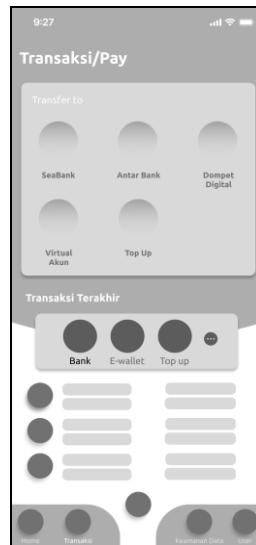 9:27
Transaksi/Pay
Transfer to
SeaBank
Antar Bank
Dompet
Digital
Virtual
Akun
Top Up
Transaksi Terakhir
Bank
E-wallet
Top up
Home
Transaksi
Keamanan Data
User